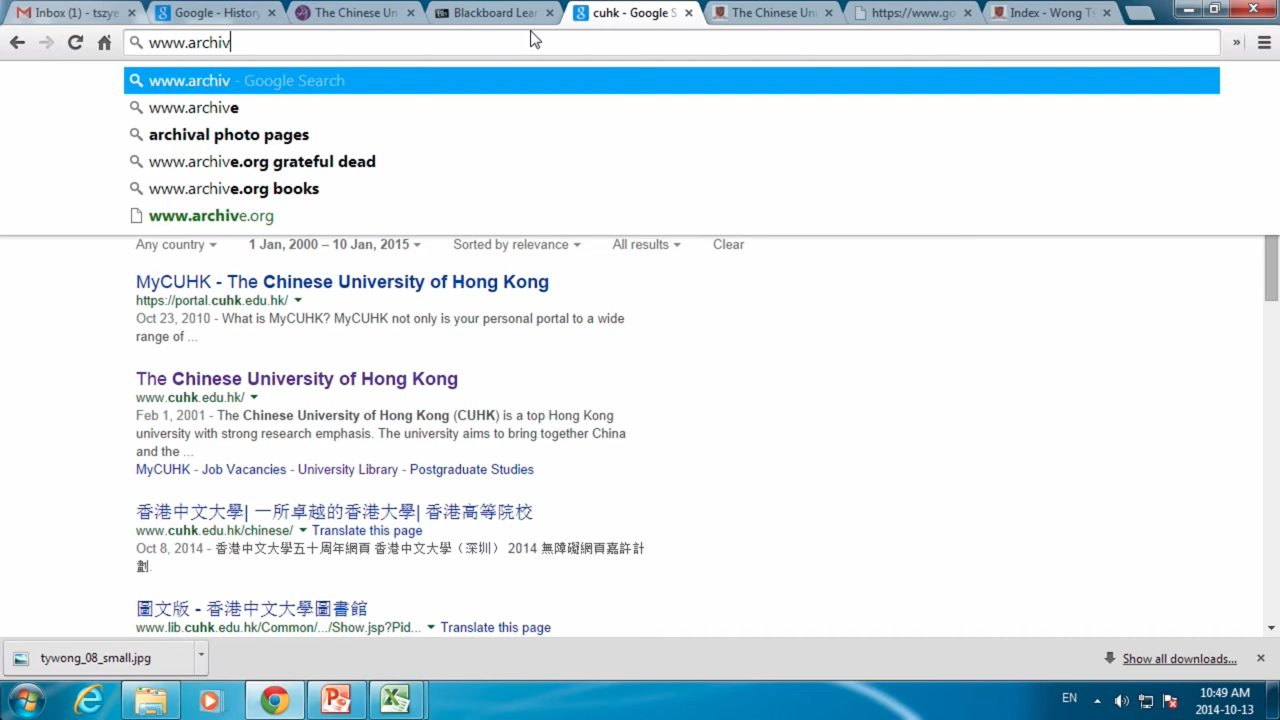 Inbox (1) - tszye
Google - History
The Chinese Un
Blackboard Lear
cuhk - Google S
The Chinese Un
https://www.go
Index - Wong Ts
www.archiv
www.archiv - Google Search
www.archive
archival photo pages
www.archive.org grateful dead
www.archive.org books
www.archive.org
Any country
1 Jan, 2000 – 10 Jan, 2015
Sorted by relevance
All results
Clear
MyCUHK - The Chinese University of Hong Kong
https://portal.cuhk.edu.hk/
Oct 23, 2010 - What is MyCUHK? MyCUHK not only is your personal portal to a wide
range of ...
The Chinese University of Hong Kong
www.cuhk.edu.hk/
Feb 1, 2001 - The Chinese University of Hong Kong (CUHK) is a top Hong Kong
university with strong research emphasis. The university aims to bring together China
and the ...
MyCUHK - Job Vacancies - University Library - Postgraduate Studies
香港中文大學| 一所卓越的香港大學| 香港高等院校
www.cuhk.edu.hk/chinese/ Translate this page
Oct 8, 2014 - 香港中文大學五十周年網頁 香港中文大學（深圳） 2014 無障礙網頁嘉許計
劃.
圖文版 - 香港中文大學圖書館
www.lib.cuhk.edu.hk/Common/.../Show.jsp?Pid... Translate this page
tywong_08_small.jpg
Show all downloads...
EN
10:49 AM
2014-10-13